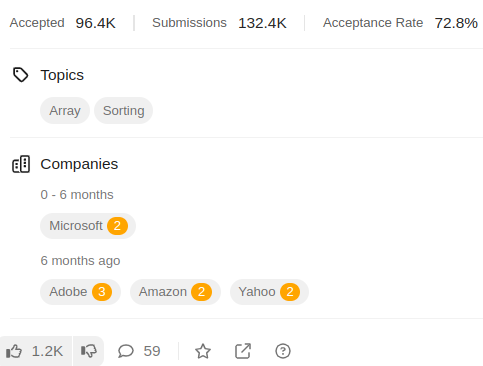 Accepted 96.4K Submissions 132.4K Acceptance Rate 72.8%
Topics
Array Sorting
Companies
0 - 6 months
Microsoft 2
6 months ago
Adobe 3 Amazon 2 Yahoo 2
1.2K 59